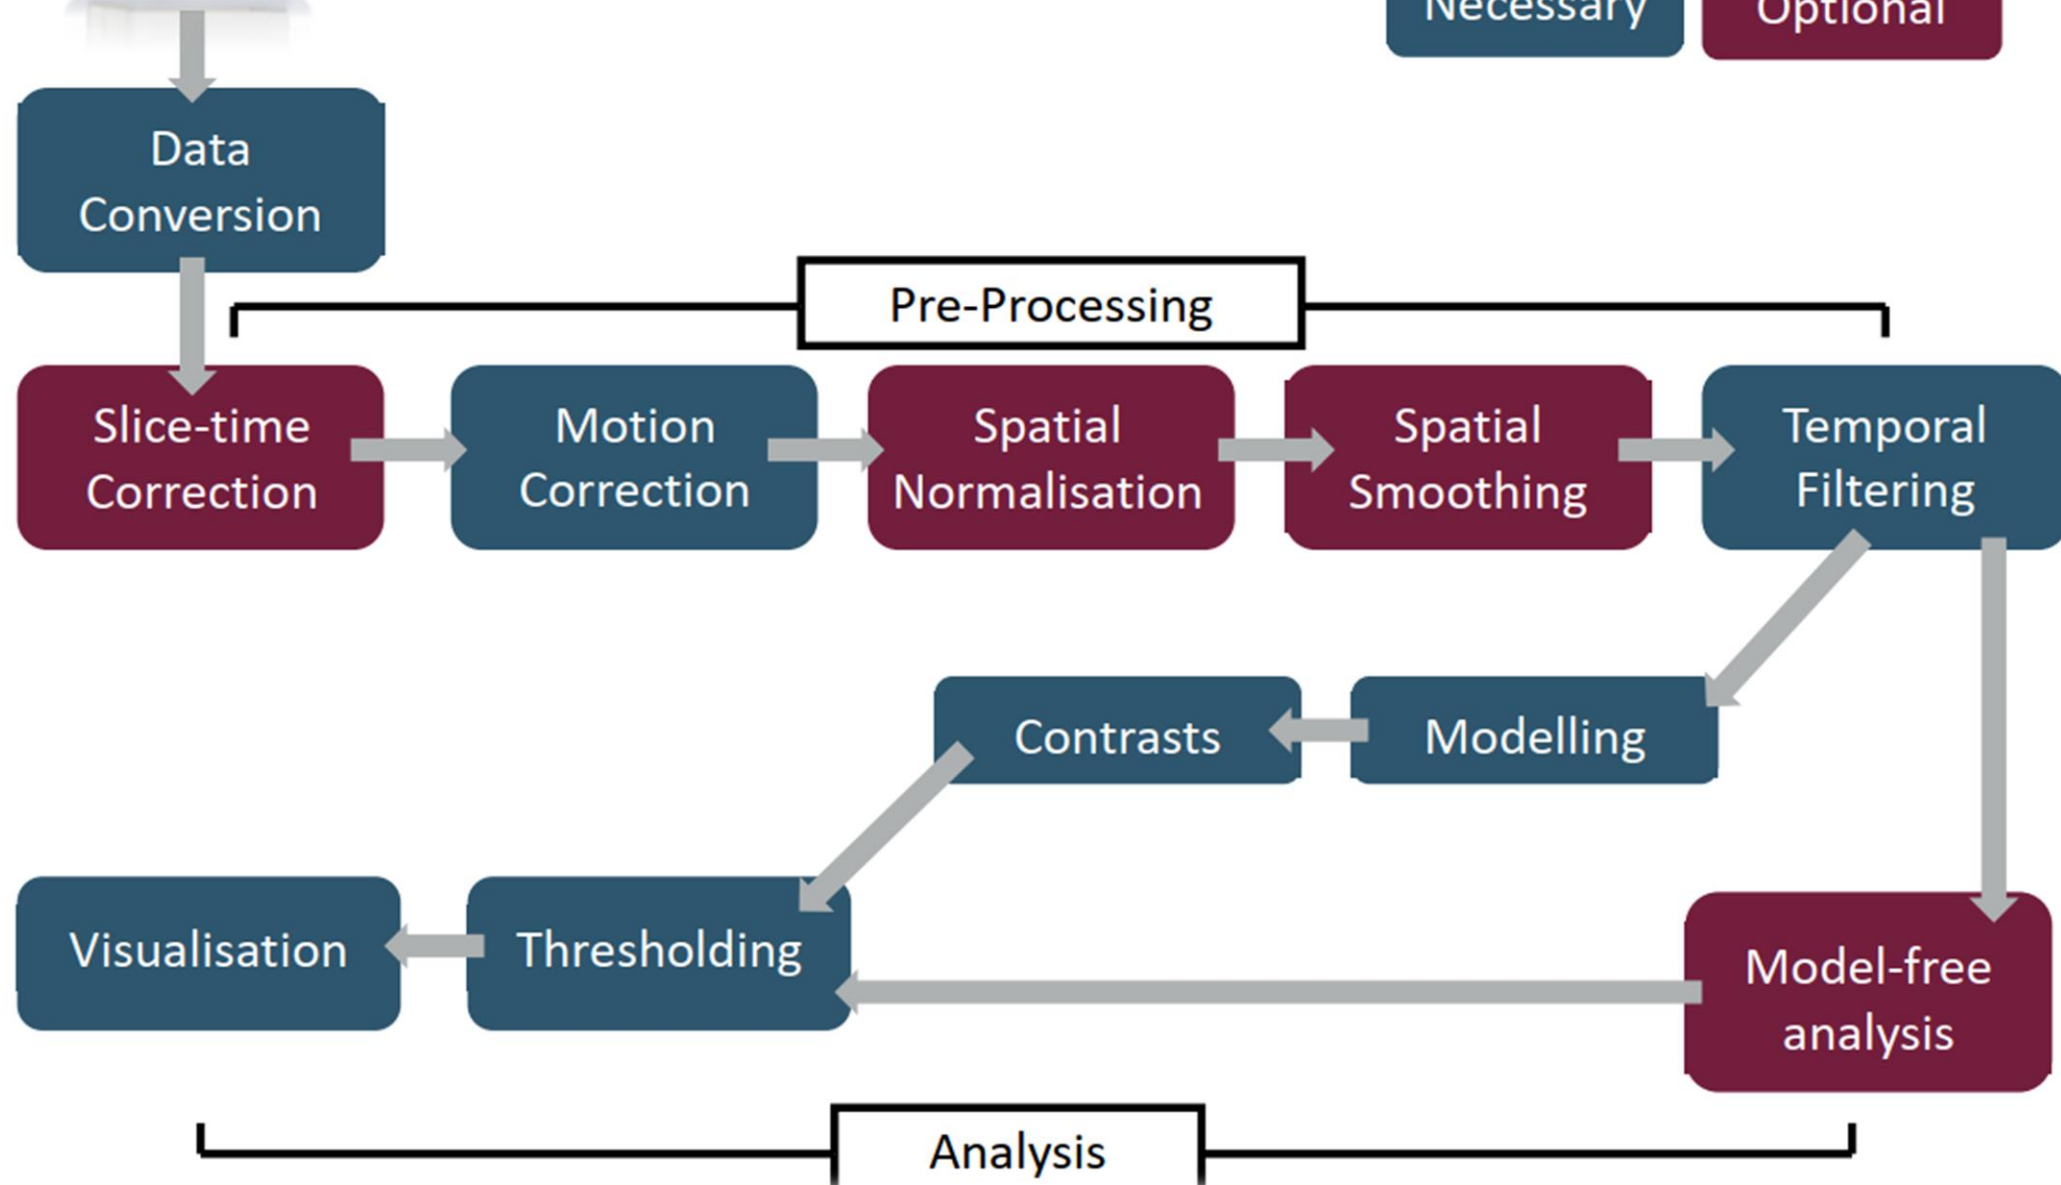 Necessary
Optional
Data
Conversion
Pre-Processing
Slice-time
Correction
Motion
Correction
Spatial
Normalisation
Spatial
Smoothing
Temporal
Filtering
Contrasts
Modelling
Visualisation
Thresholding
Model-free
analysis
Analysis